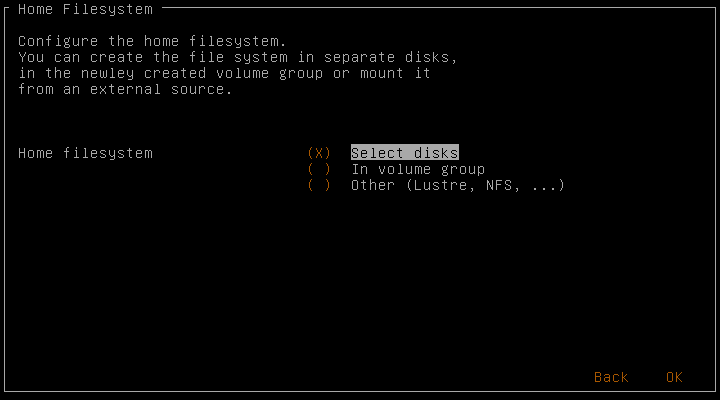 Home Filesystem
Configure the home filesystem.
You can create the file system in separate disks,
in the newley created volume group or mount it
from an external source.
Home filesystem (X) Select disks
( ) In volume group
( ) Other (Lustre, NFS, ...)
Back OK